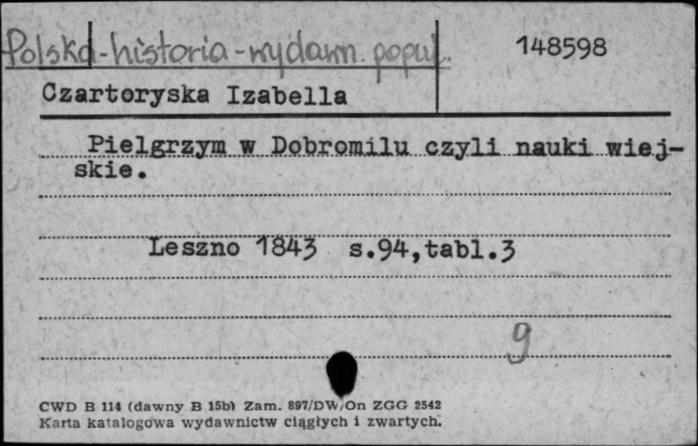 Polska-historia-wydawn. popul.
148598
Czartoryska Izabella
Pielgrzym w Dobromilu czyli nauki wiej-
skie.
Leszno 1843 s.94,tabl.3
g
CWD B 114 (dawny B 15b) Zam. 897/DW/On ZGG 2542
Karta katalogowa wydawnictw ciągłych i zwartych.